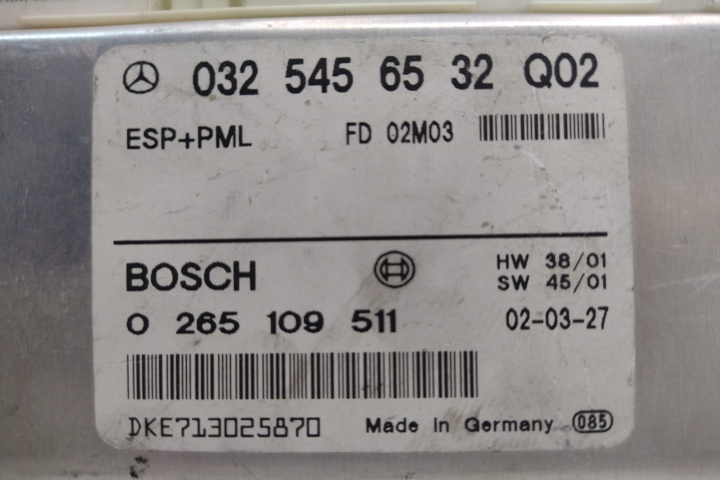 032 545 65 32 Q02
ESP+PML FD 02M03
BOSCH HW 38/01
SW 45/01
0 265 109 511 02-03-27
DKE713025870 Made in Germany 085